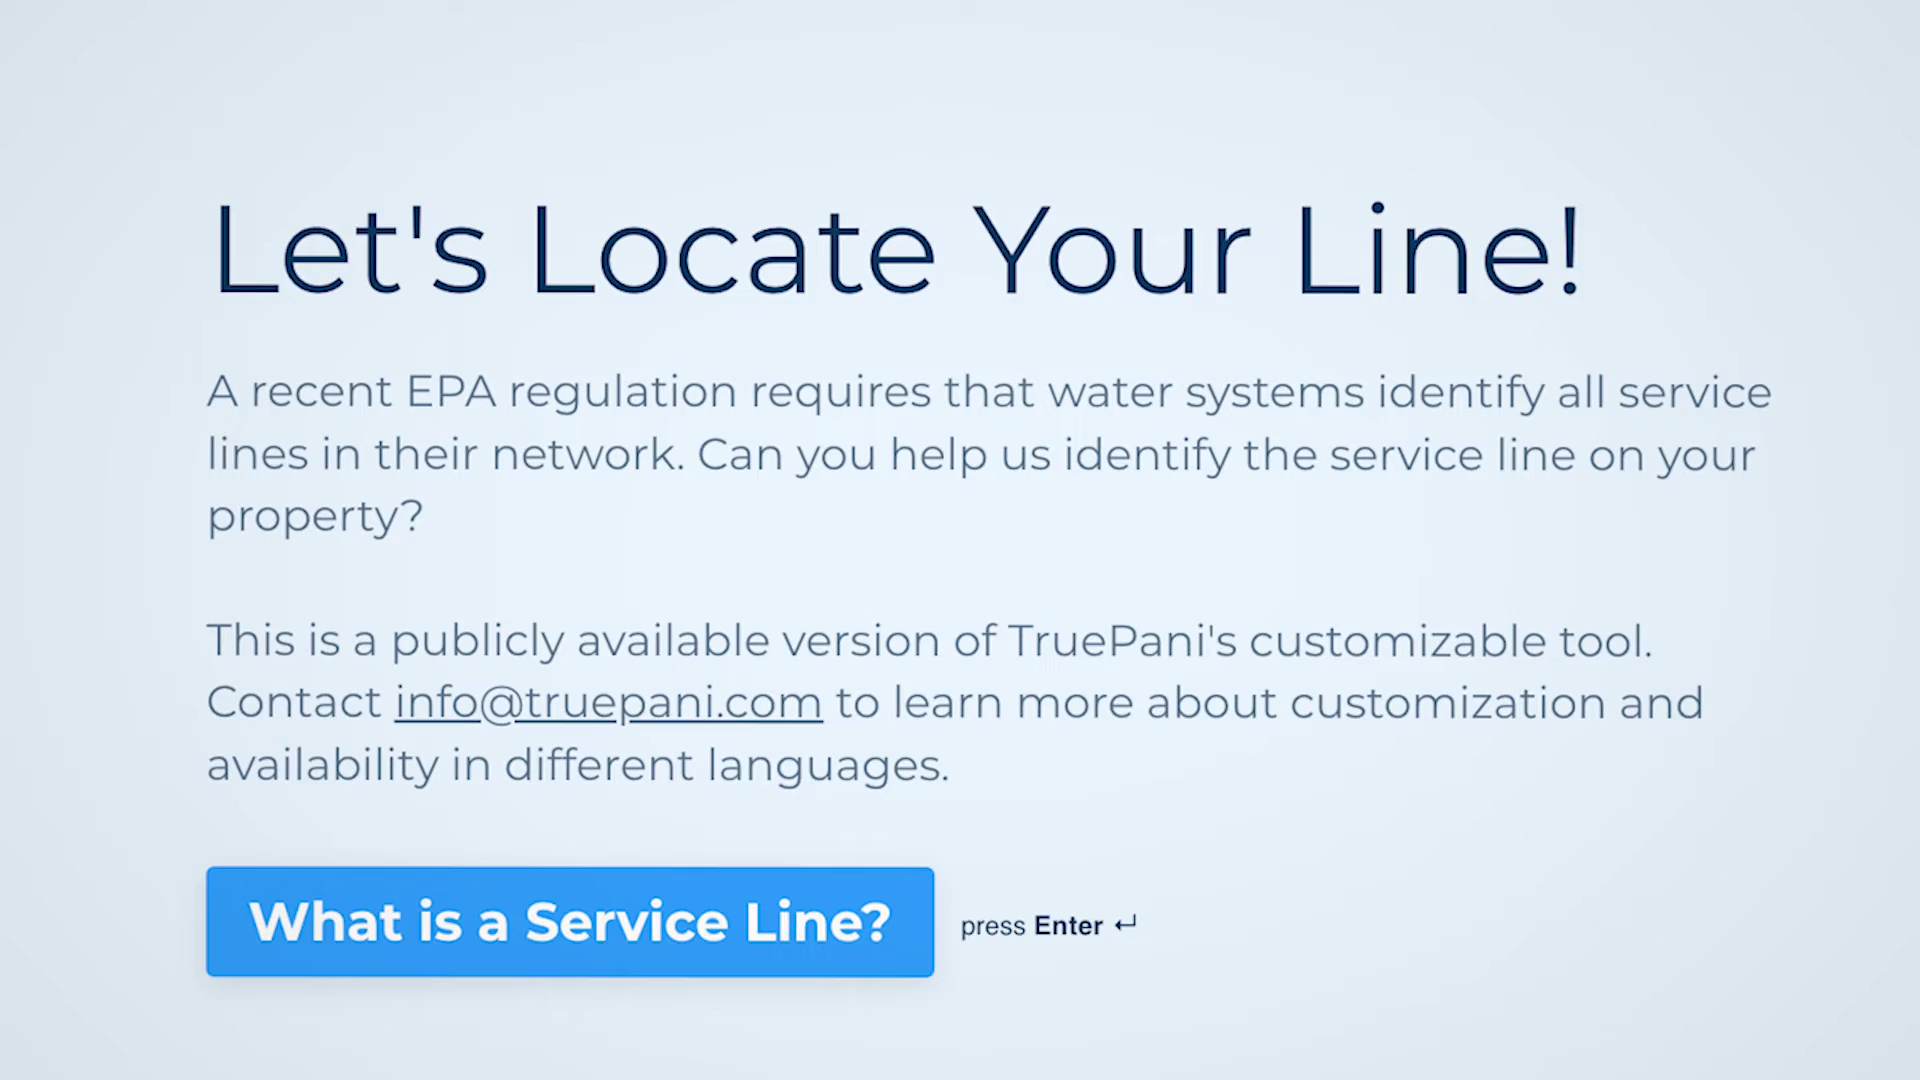 Let's Locate Your Line!
A recent EPA regulation requires that water systems identify all service
lines in their network. Can you help us identify the service line on your
property?
This is a publicly available version of TruePani's customizable tool.
Contact info@truepani.com to learn more about customization and
availability in different languages.
What is a Service Line?
press Enter ↵